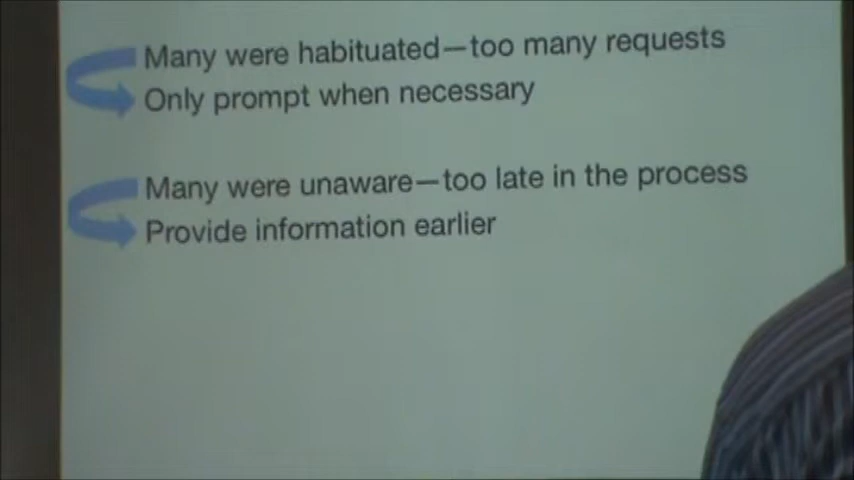 Many were habituated—too many requests
Only prompt when necessary
Many were unaware—too late in the process
Provide information earlier